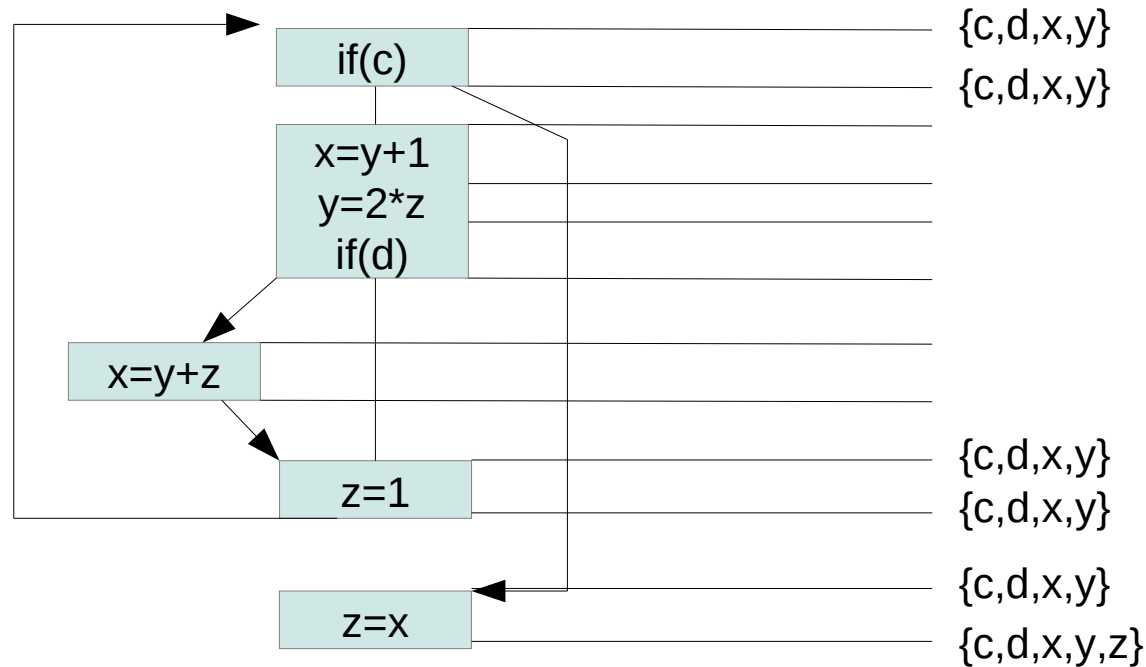 if(c)
{c,d,x,y}
{c,d,x,y}
x=y+1
y=2*z
if(d)
x=y+z
z=1
{c,d,x,y}
{c,d,x,y}
z=x
{c,d,x,y}
{c,d,x,y,z}